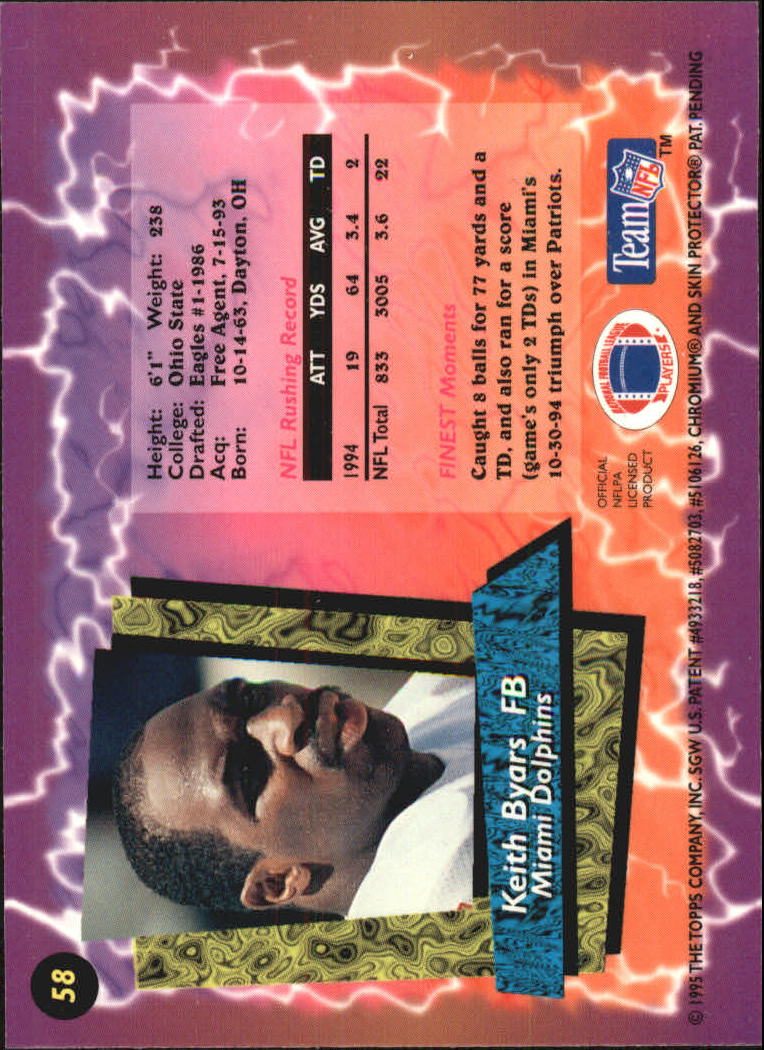 58
Keith Byars FB
Miami Dolphins
Height: 6'1" Weight: 238
College: Ohio State
Drafted: Eagles #1-1986
Acq: Free Agent, 7-15-93
Born: 10-14-63, Dayton, OH
NFL Rushing Record
ATT YDS AVG TD
1994 19 64 3.4 2
NFL Total 833 3005 3.6 22
FINEST Moments
Caught 8 balls for 77 yards and a
TD, and also ran for a score
(game's only 2 TDs) in Miami's
10-30-94 triumph over Patriots.
OFFICIAL
NFLPA
LICENSED
PRODUCT
NATIONAL FOOTBALL LEAGUE
PLAYERS
Team NFL TM
© 1995 THE TOPPS COMPANY, INC. SGW U.S. PATENT #4933218, #5082703, #5106126, CHROMIUM® AND SKIN PROTECTOR® PAT. PENDING